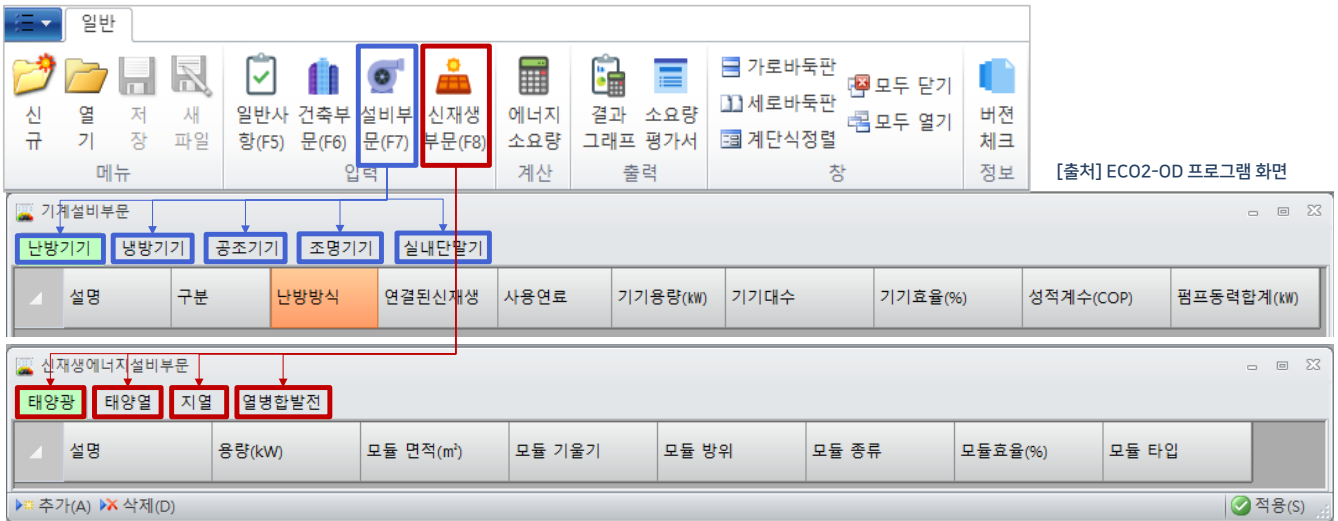 일반
신규
열기
저장
새파일
일반사항(F5)
건축부문(F6)
설비부문(F7)
신재생부문(F8)
에너지소요량
결과그래프
소요량평가서
가로바둑판
세로바둑판
계단식정렬
모두 닫기
모두 열기
버젼체크
메뉴
입력
계산
출력
창
정보
[출처] ECO2-OD 프로그램 화면
기계설비부문
난방기기 냉방기기 공조기기 조명기기 실내단말기
설명 구분 난방방식 연결된신재생 사용연료 기기용량(kW) 기기대수 기기효율(%) 성적계수(COP) 펌프동력합계(kW)
신재생에너지설비부문
태양광 태양열 지열 열병합발전
설명 용량(kW) 모듈 면적(㎡) 모듈 기울기 모듈 방위 모듈 종류 모듈효율(%) 모듈 타입
추가(A) 삭제(D) 적용(S)